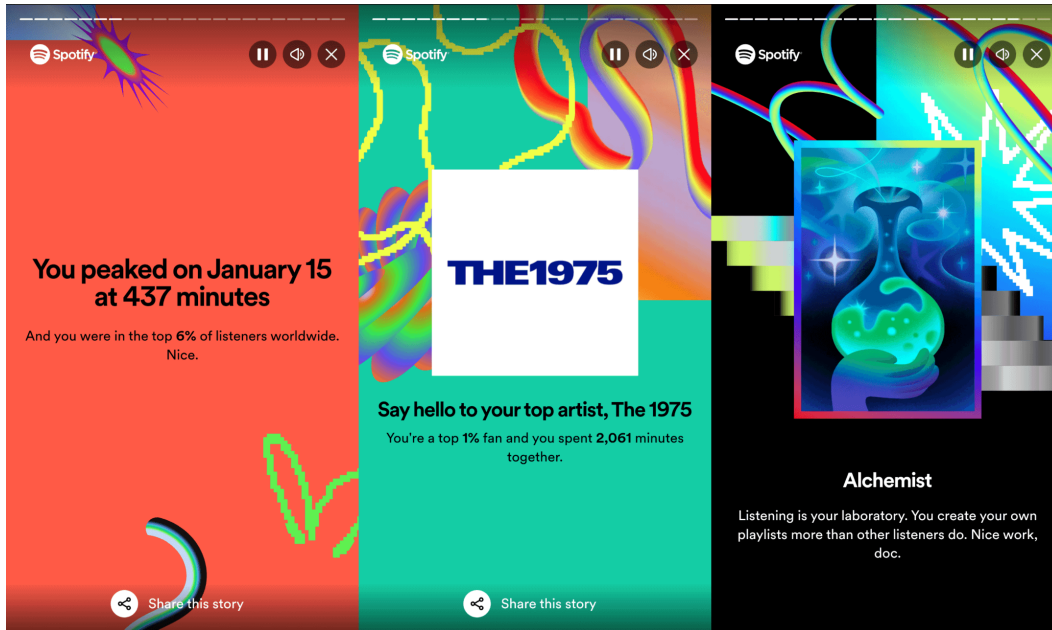 Spotify
You peaked on January 15
at 437 minutes
And you were in the top 6% of listeners worldwide.
Nice.
Share this story
Spotify
THE1975
Say hello to your top artist, The 1975
You're a top 1% fan and you spent 2,061 minutes
together.
Share this story
Spotify
Alchemist
Listening is your laboratory. You create your own
playlists more than other listeners do. Nice work,
doc.